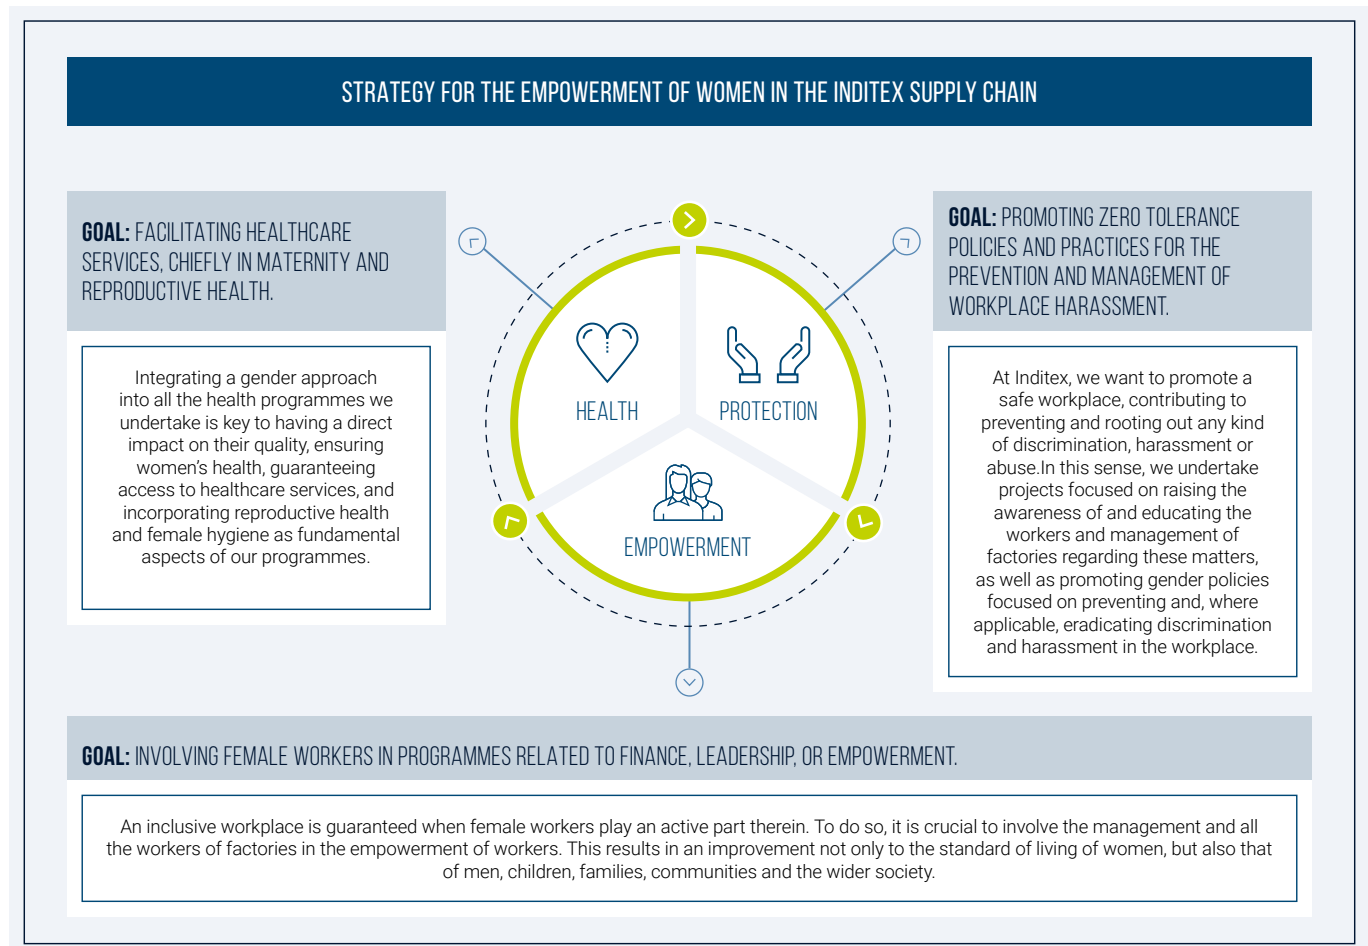 STRATEGY FOR THE EMPOWERMENT OF WOMEN IN THE INDITEX SUPPLY CHAIN
GOAL: FACILITATING HEALTHCARE
SERVICES, CHIEFLY IN MATERNITY AND
REPRODUCTIVE HEALTH.
Integrating a gender approach
into all the health programmes we
undertake is key to having a direct
impact on their quality, ensuring
women’s health, guaranteeing
access to healthcare services, and
incorporating reproductive health
and female hygiene as fundamental
aspects of our programmes.
HEALTH
PROTECTION
EMPOWERMENT
GOAL: PROMOTING ZERO TOLERANCE
POLICIES AND PRACTICES FOR THE
PREVENTION AND MANAGEMENT OF
WORKPLACE HARASSMENT.
At Inditex, we want to promote a
safe workplace, contributing to
preventing and rooting out any kind
of discrimination, harassment or
abuse.In this sense, we undertake
projects focused on raising the
awareness of and educating the
workers and management of
factories regarding these matters,
as well as promoting gender policies
focused on preventing and, where
applicable, eradicating discrimination
and harassment in the workplace.
GOAL: INVOLVING FEMALE WORKERS IN PROGRAMMES RELATED TO FINANCE, LEADERSHIP, OR EMPOWERMENT.
An inclusive workplace is guaranteed when female workers play an active part therein. To do so, it is crucial to involve the management and all
the workers of factories in the empowerment of workers. This results in an improvement not only to the standard of living of women, but also that
of men, children, families, communities and the wider society.